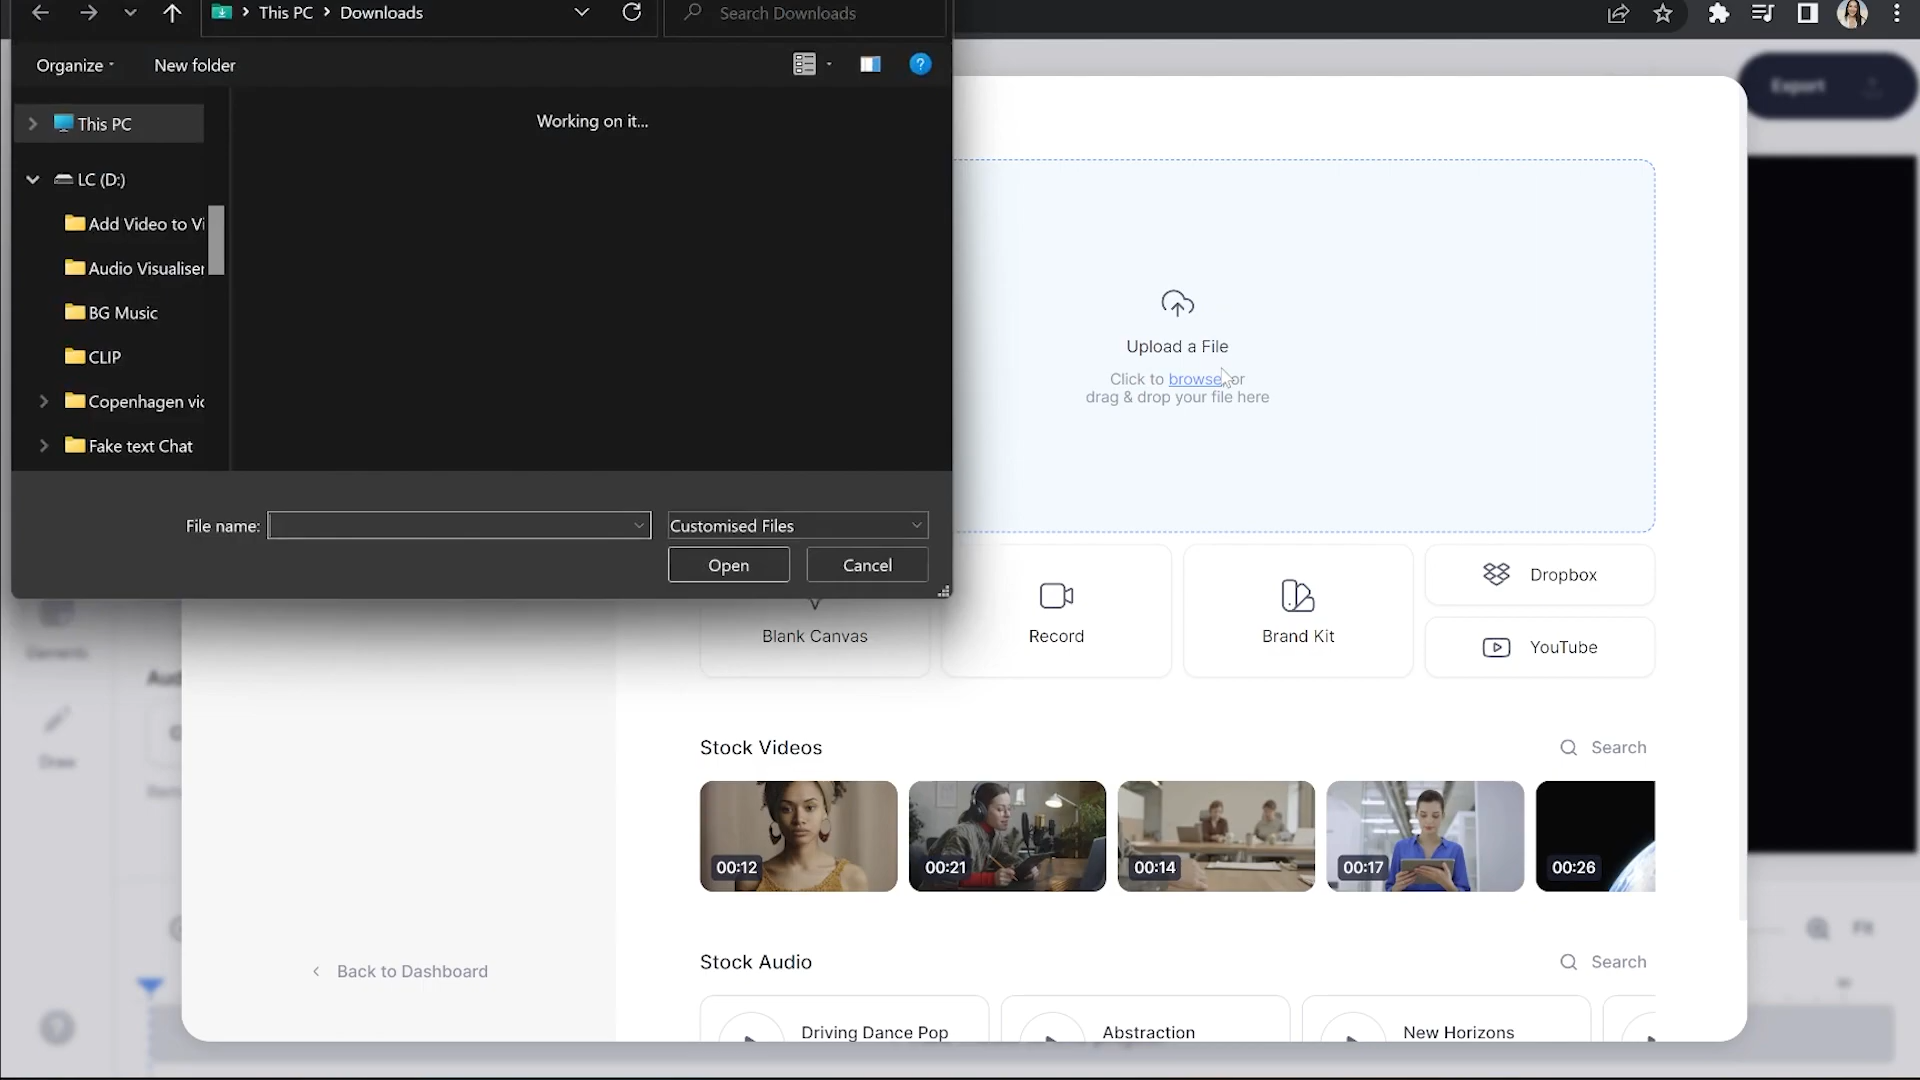 This PC > Downloads
Search Downloads
Organize
New folder
?
This PC
Working on it...
LC (D:)
Add Video to Vi
Audio Visualiser
BG Music
CLIP
Copenhagen vic
Fake text Chat
File name:
Customised Files
Open
Cancel
Export
Upload a File
Click to browse or
drag & drop your file here
Blank Canvas
Record
Brand Kit
Dropbox
YouTube
Elements
Draw
Stock Videos
Search
00:12
00:21
00:14
00:17
00:26
Fit
Stock Audio
Search
Back to Dashboard
Driving Dance Pop
Abstraction
New Horizons